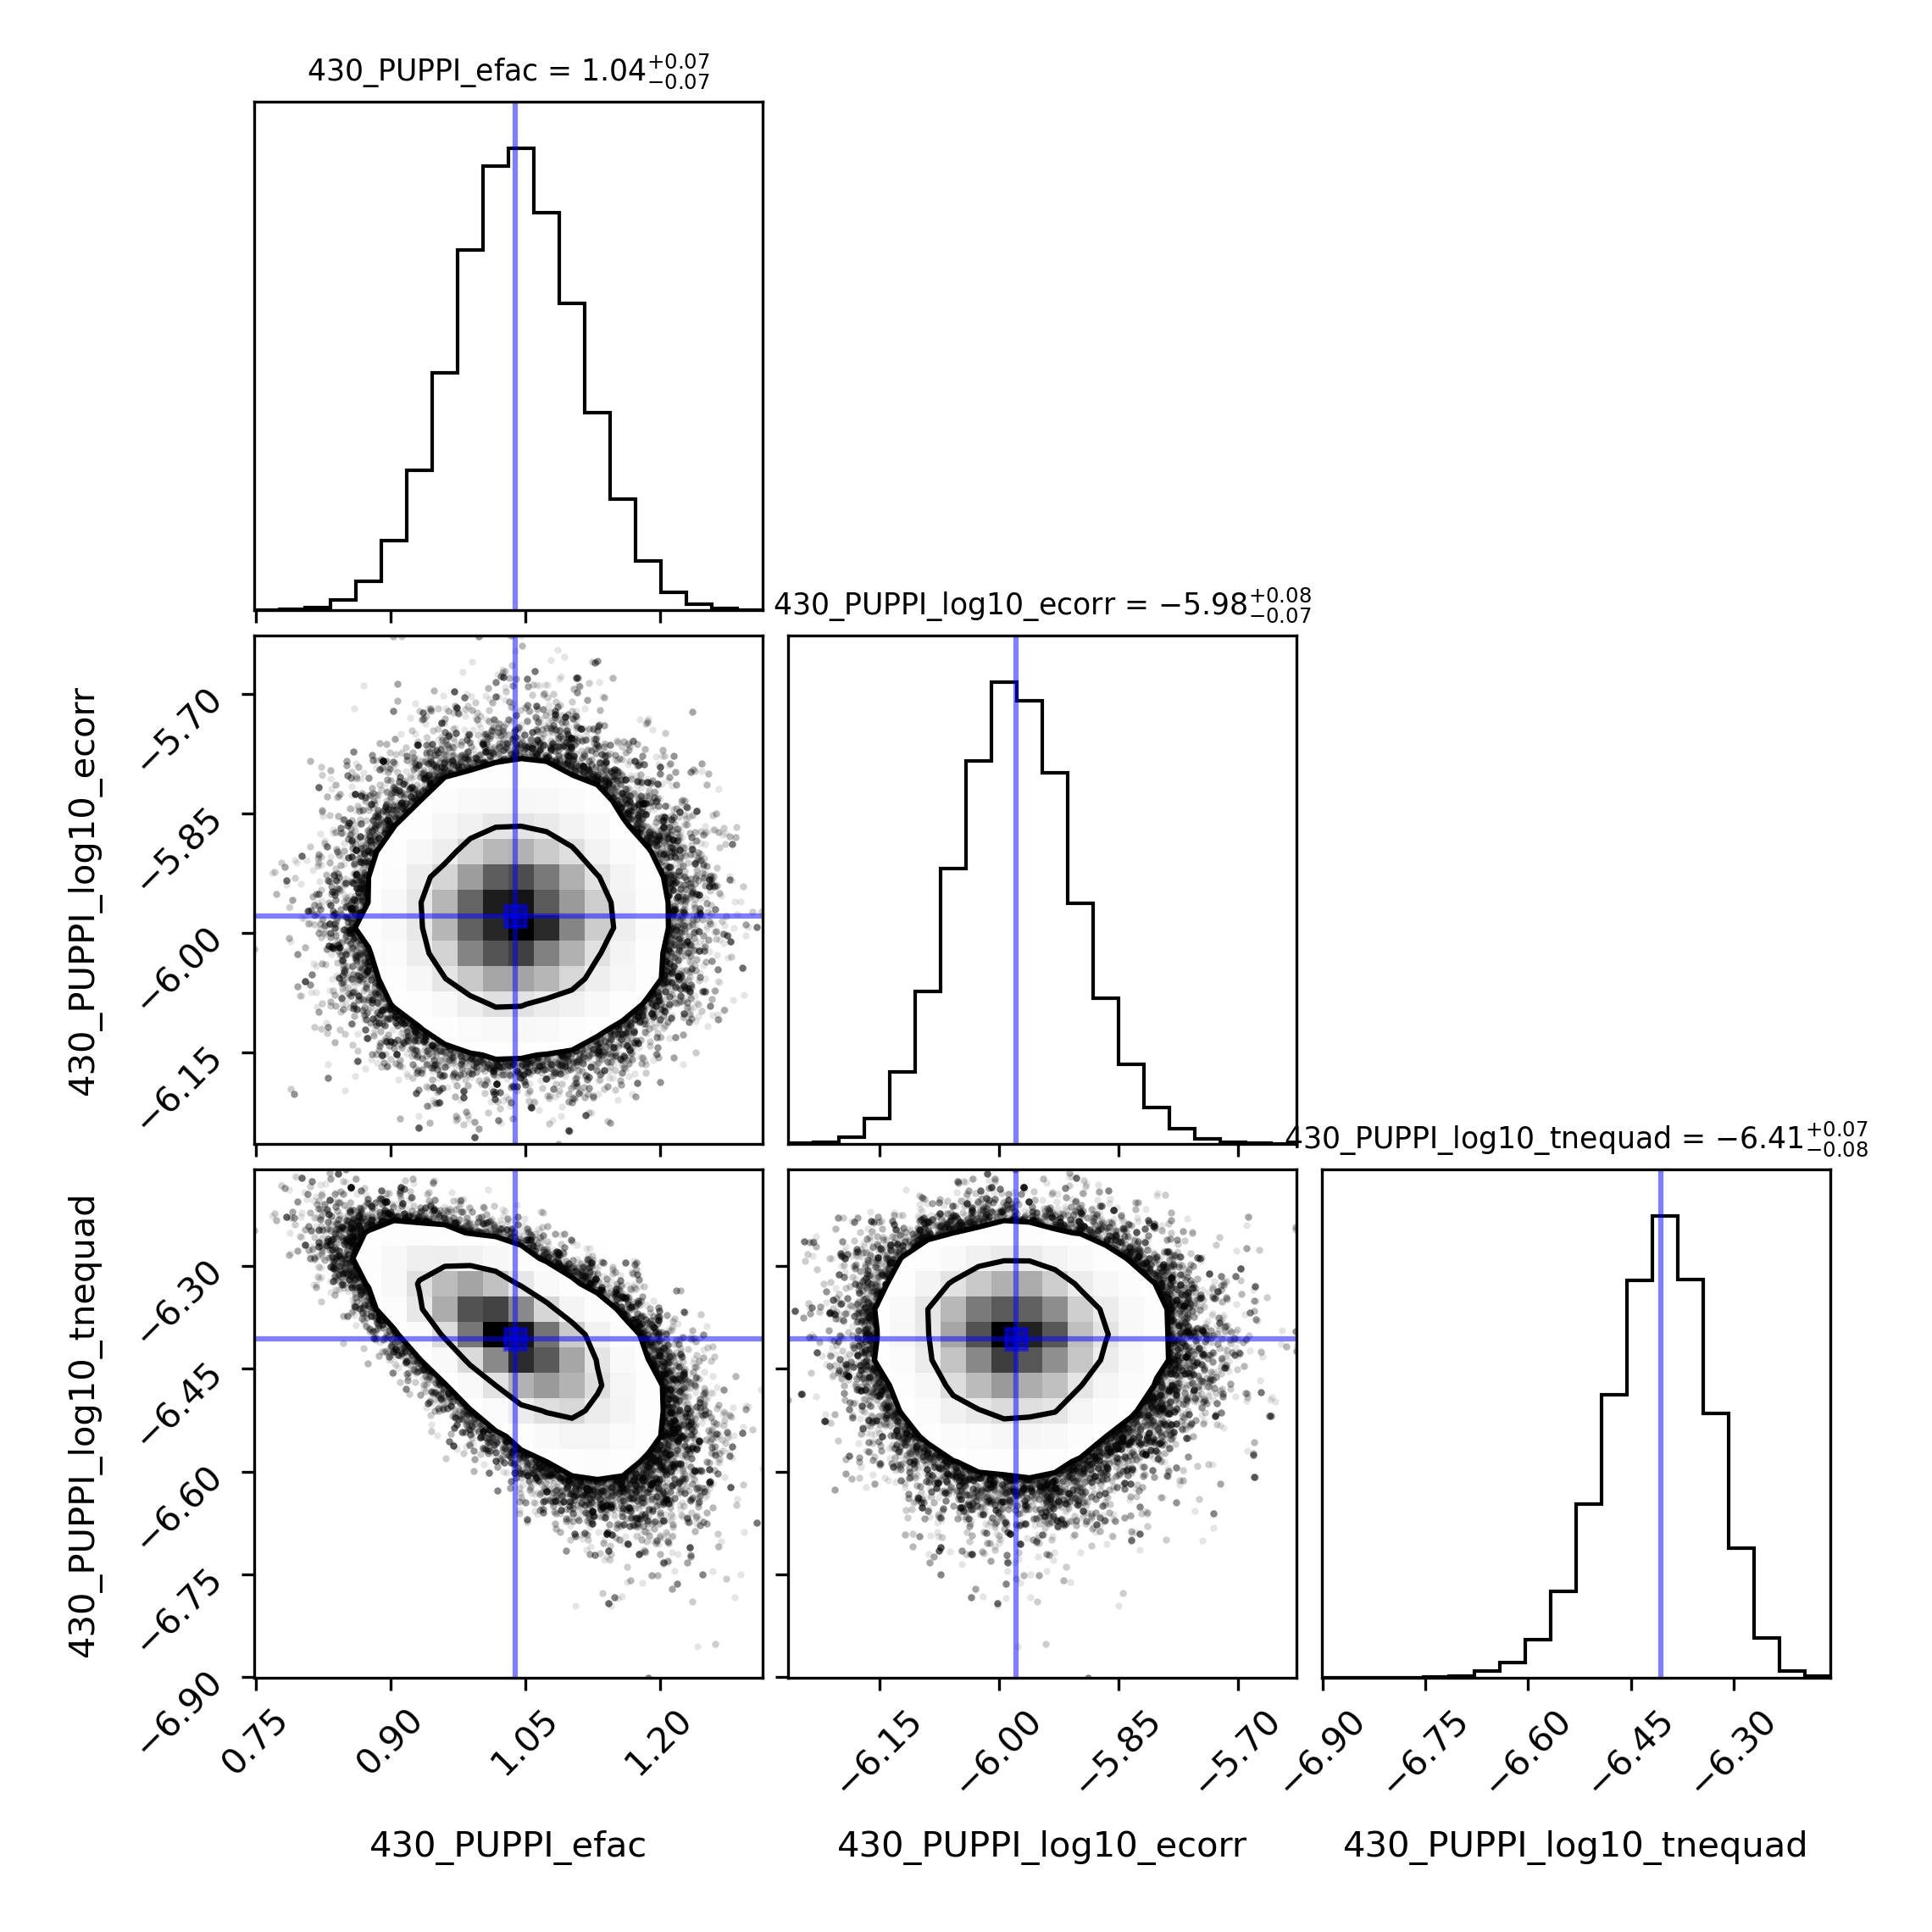 430_PUPPI_efac = 1.04+0.07−0.07
430_PUPPI_log10_ecorr = −5.98+0.08−0.07
430_PUPPI_log10_ecorr
−5.70
−5.85
−6.00
−6.15
430_PUPPI_log10_tnequad = −6.41+0.07−0.08
430_PUPPI_log10_tnequad
−6.30
−6.45
−6.60
−6.75
−6.90
0.75 0.90 1.05 1.20
−6.15 −6.00 −5.85 −5.70
−6.90 −6.75 −6.60 −6.45 −6.30
430_PUPPI_efac
430_PUPPI_log10_ecorr
430_PUPPI_log10_tnequad